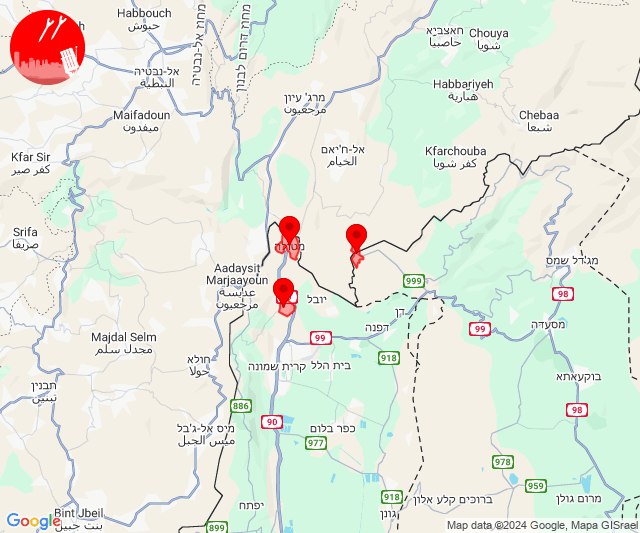 Habbouch
حبوش
מחוז אל-נבטיה
מחוז דרום לבנון
חאצביא
حاصبيا
Chouya
شويا
אל-נבטיה
النبطية
מרג' עיון
مرجعيون
Habbariyeh
هبارية
Maifadoun
ميفدون
Chebaa
شبعا
אל-ח'יאם
الخيام
Kfarchouba
كفر شوبا
Kfar Sir
كفر صير
Srifa
صريفا
מטולה
Aadaysit
Marjaayoun
عديسة
مرجعيون
999
מג'דל שמס
98
יובל
דן
99
מסעדה
דפנה
99
Majdal Selm
مجدل سلم
חולא
حولا
918
בית הלל
קרית שמונה
בוקעאתא
תבנין
تبنين
886
98
90
מיס אל-ג'בל
ميس الجبل
כפר בלום
977
978
959
918
מרום גולן
ברוכים קלע אלון
יפתח
גונן
Bint Jbeil
بنت جبيل
899
Google
Map data ©2024 Google, Mapa GISrael